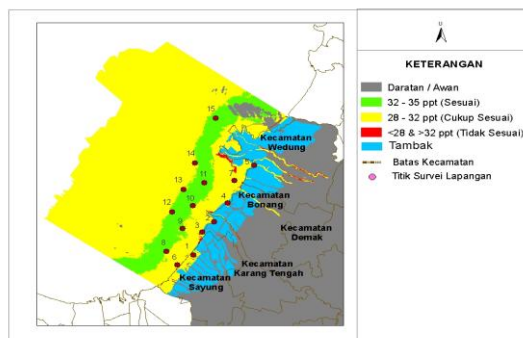 KETERANGAN
Daratan / Awan
32 - 35 ppt (Sesuai)
28 - 32 ppt (Cukup Sesuai)
<28 & >32 ppt (Tidak Sesuai)
Tambak
Batas Kecamatan
Titik Survei Lapangan
15
Kecamatan
Wedung
14
13
11
7
Kecamatan
Bonang
12
10
4
9
3
2
Kecamatan
Demak
8
1
6
Kecamatan
Karang Tengah
Kecamatan
Sayung